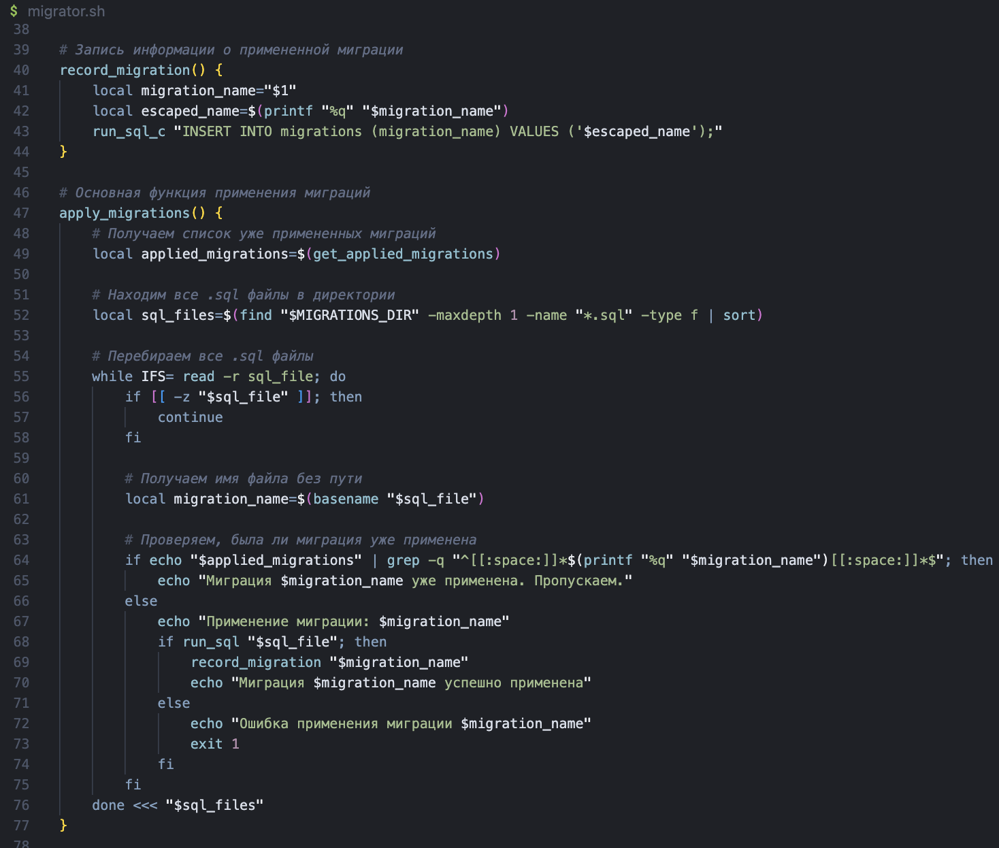 $ migrator.sh
38
39 # Запись информации о примененной миграции
40 record_migration() {
41     local migration_name="$1"
42     local escaped_name=$(printf "%q" "$migration_name")
43     run_sql_c "INSERT INTO migrations (migration_name) VALUES ('$escaped_name');"
44 }
45
46 # Основная функция применения миграций
47 apply_migrations() {
48     # Получаем список уже примененных миграций
49     local applied_migrations=$(get_applied_migrations)
50
51     # Находим все .sql файлы в директории
52     local sql_files=$(find "$MIGRATIONS_DIR" -maxdepth 1 -name "*.sql" -type f | sort)
53
54     # Перебираем все .sql файлы
55     while IFS= read -r sql_file; do
56         if [[ -z "$sql_file" ]]; then
57             continue
58         fi
59
60         # Получаем имя файла без пути
61         local migration_name=$(basename "$sql_file")
62
63         # Проверяем, была ли миграция уже применена
64         if echo "$applied_migrations" | grep -q "^[[:space:]]*$(printf "%q" "$migration_name")[[:space:]]*$"; then
65             echo "Миграция $migration_name уже применена. Пропускаем."
66         else
67             echo "Применение миграции: $migration_name"
68             if run_sql "$sql_file"; then
69                 record_migration "$migration_name"
70                 echo "Миграция $migration_name успешно применена"
71             else
72                 echo "Ошибка применения миграции $migration_name"
73                 exit 1
74             fi
75         fi
76     done <<< "$sql_files"
77 }
78